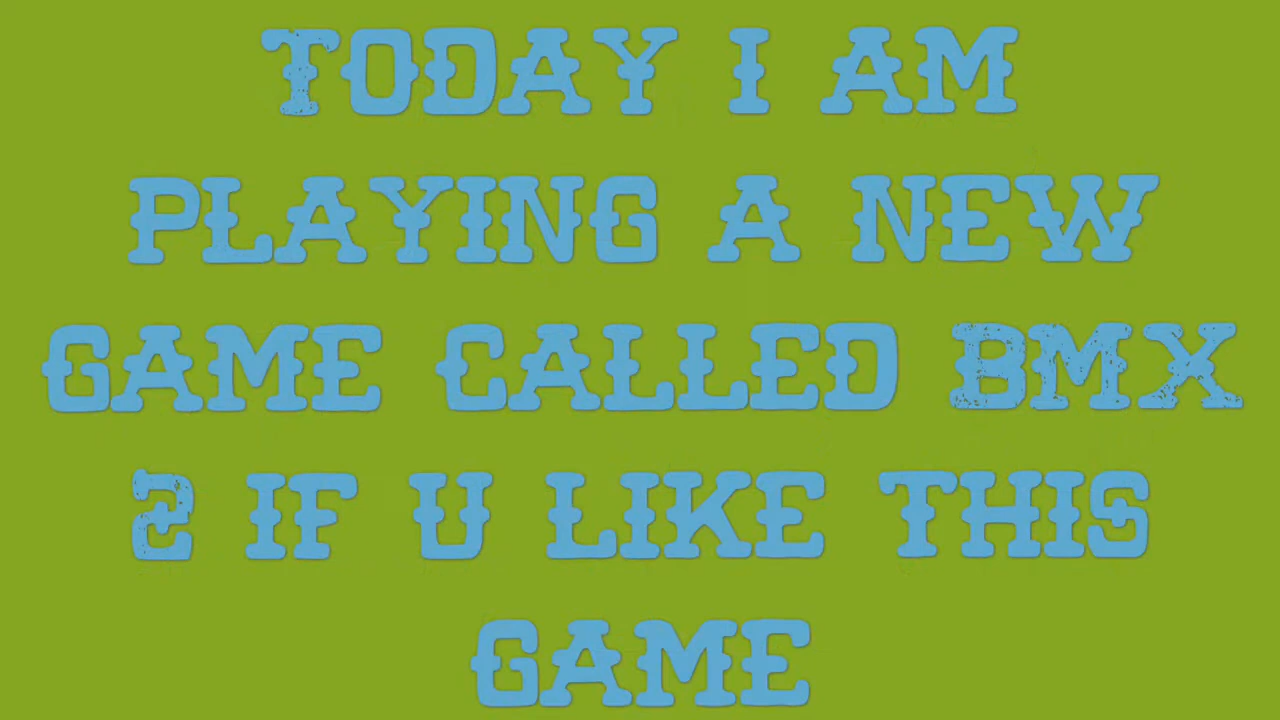 TODAY I AM
PLAYING A NEW
GAME CALLED BMX
2 IF U LIKE THIS
GAME